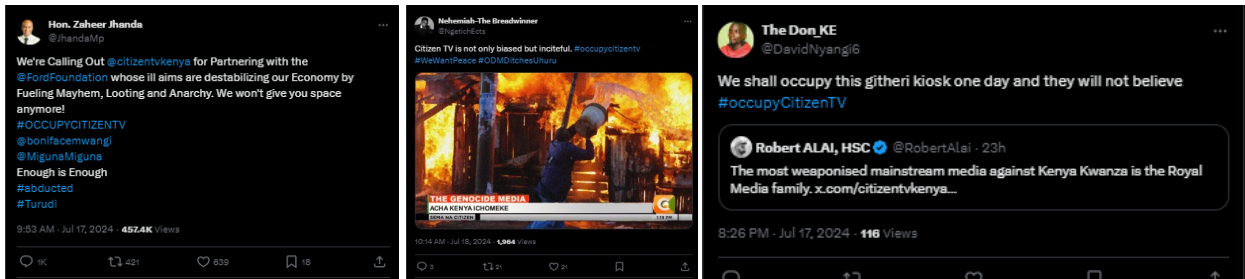 Hon. Zaheer Jhanda
@JhandaMp
We're Calling Out @citizentvkenya for Partnering with the
@FordFoundation whose ill aims are destabilizing our Economy by
Fueling Mayhem, Looting and Anarchy. We won't give you space
anymore!
#OCCUPYCITIZENTV
@bonifacemwangi
@MigunaMiguna
Enough is Enough
#abducted
#Turudi
9:53 AM · Jul 17, 2024 · 457.4K Views
1K 421 639 18
Nehemiah-The Breadwinner
@NgetichEcts
Citizen TV is not only biased but inciteful. #occupycitizentv
#WeWantPeace #ODMDitchesUhuru
THE GENOCIDE MEDIA
ACHA KENYA ICHOMEKE
SEMA NA CITIZEN
1:15 PM
10:14 AM · Jul 18, 2024 · 1,964 Views
3 21 21
The Don_KE
@DavidNyangi6
We shall occupy this githeri kiosk one day and they will not believe
#occupyCitizenTV
Robert ALAI, HSC @RobertAlai · 23h
The most weaponised mainstream media against Kenya Kwanza is the Royal
Media family. x.com/citizentvkenya...
8:26 PM · Jul 17, 2024 · 116 Views